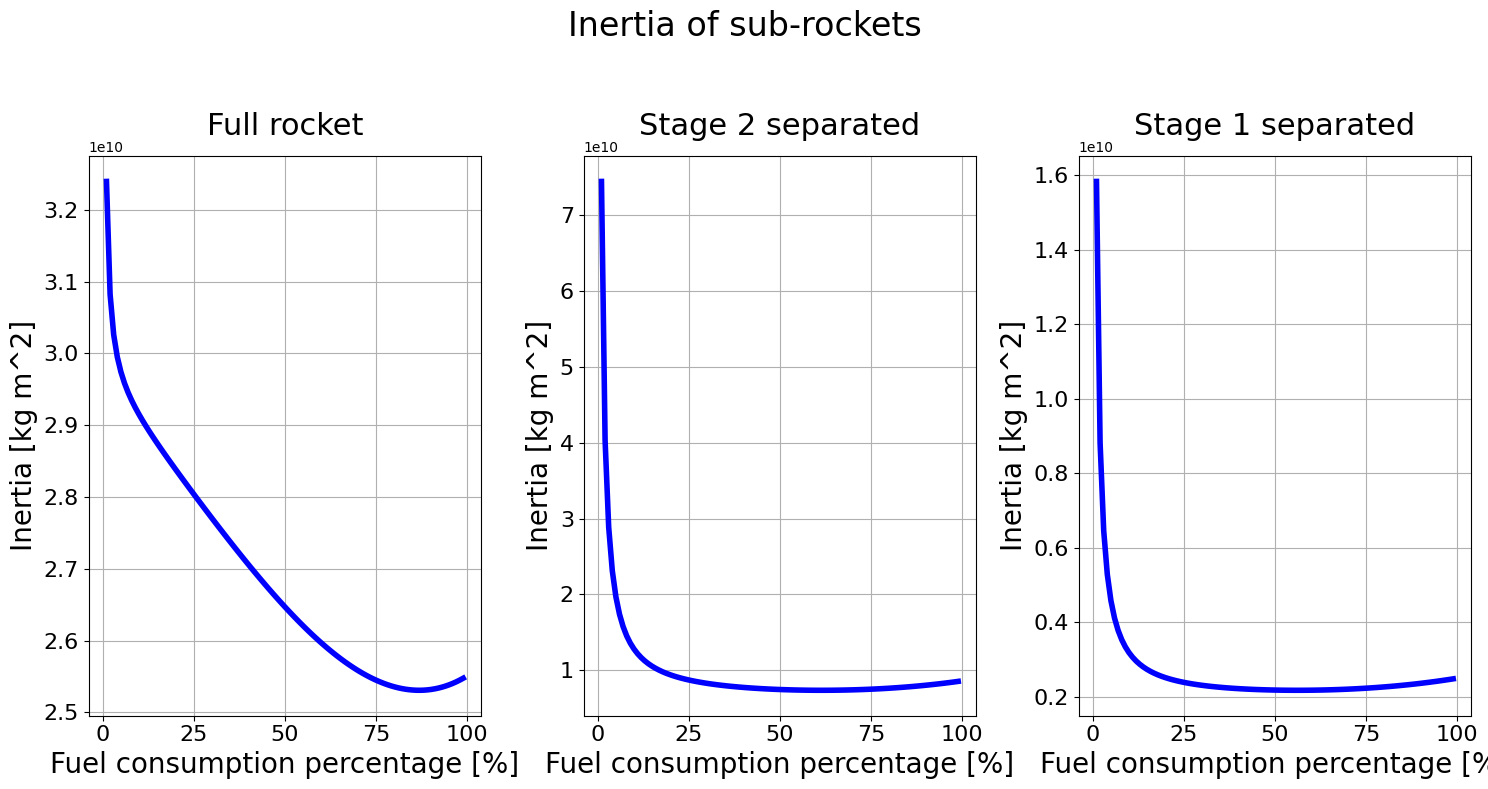 Inertia of sub-rockets
Full rocket
1e10
Inertia [kg m^2]
3.2
3.1
3.0
2.9
2.8
2.7
2.6
2.5
0 25 50 75 100
Fuel consumption percentage [%]
Stage 2 separated
1e10
Inertia [kg m^2]
7
6
5
4
3
2
1
0 25 50 75 100
Fuel consumption percentage [%]
Stage 1 separated
1e10
Inertia [kg m^2]
1.6
1.4
1.2
1.0
0.8
0.6
0.4
0.2
0 25 50 75 100
Fuel consumption percentage [%